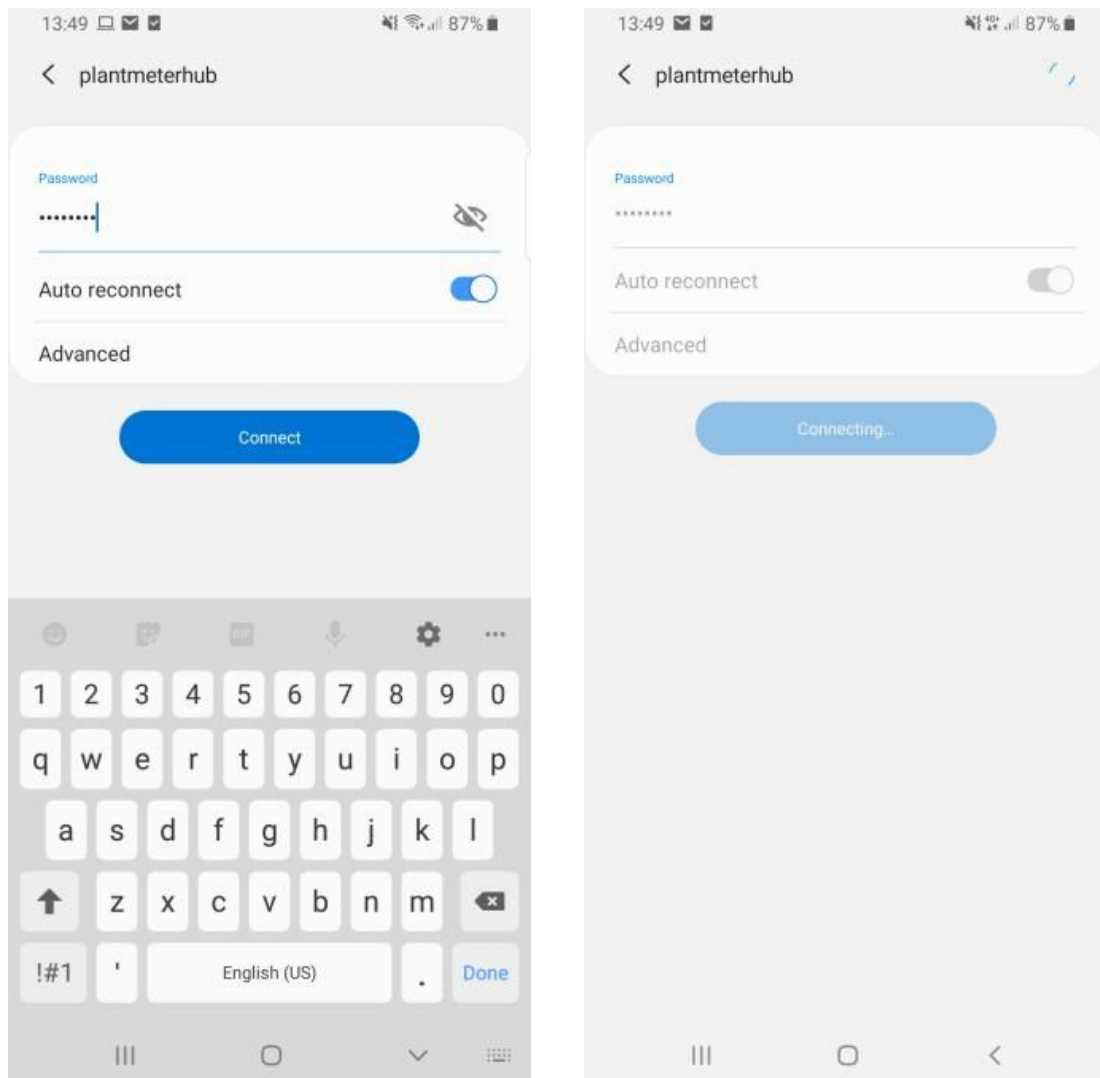 13:49
87%
plantmeterhub
Password
••••••••
Auto reconnect
Advanced
Connect
GIF
1 2 3 4 5 6 7 8 9 0
q w e r t y u i o p
a s d f g h j k l
z x c v b n m
!#1 ' English (US) . Done
13:49
87%
plantmeterhub
Password
••••••••
Auto reconnect
Advanced
Connecting...